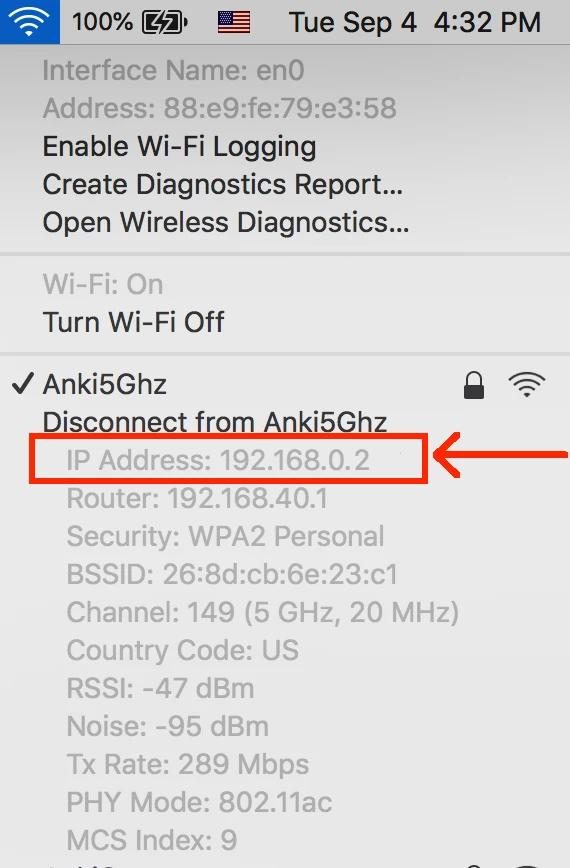 100% Tue Sep 4 4:32 PM
Interface Name: en0
Address: 88:e9:fe:79:e3:58
Enable Wi-Fi Logging
Create Diagnostics Report...
Open Wireless Diagnostics...
Wi-Fi: On
Turn Wi-Fi Off
Anki5Ghz
Disconnect from Anki5Ghz
IP Address: 192.168.0.2
Router: 192.168.40.1
Security: WPA2 Personal
BSSID: 26:8d:cb:6e:23:c1
Channel: 149 (5 GHz, 20 MHz)
Country Code: US
RSSI: -47 dBm
Noise: -95 dBm
Tx Rate: 289 Mbps
PHY Mode: 802.11ac
MCS Index: 9